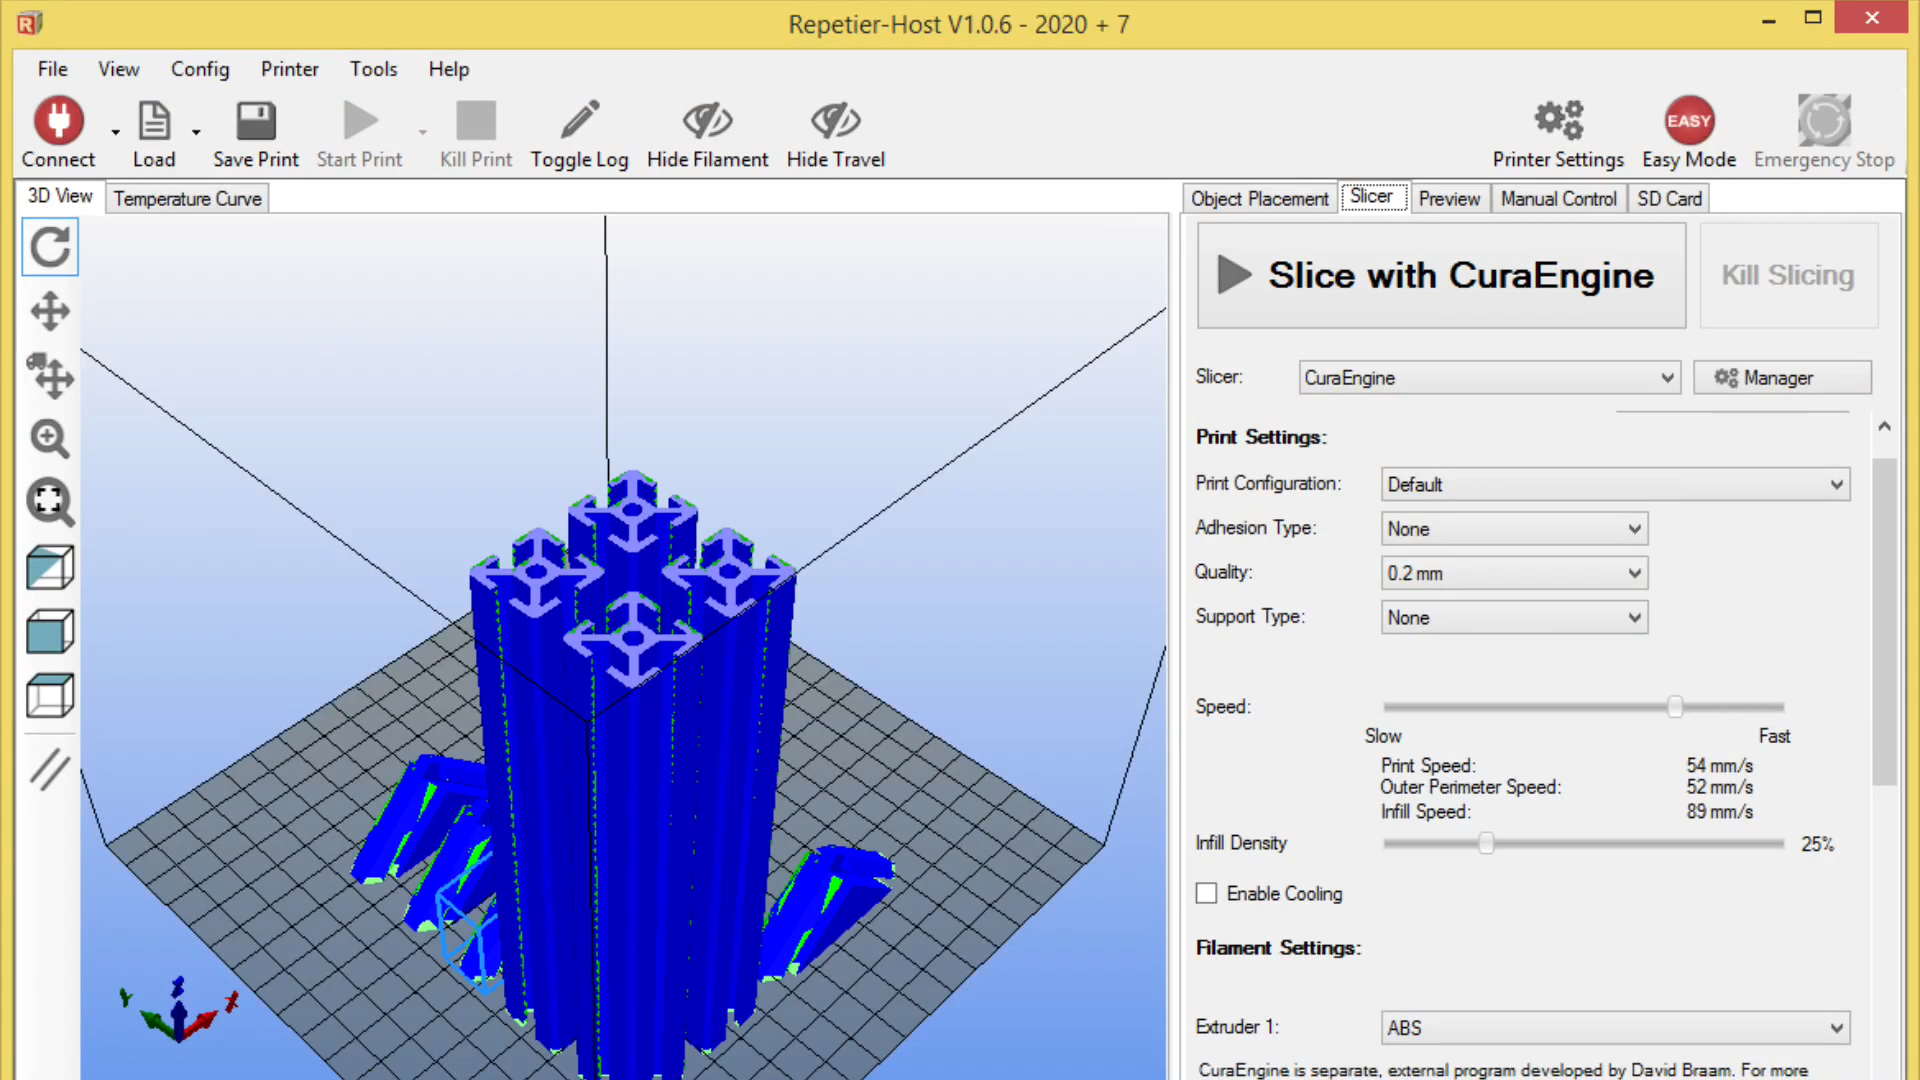 Repetier-Host V1.0.6 - 2020 + 7
File View Config Printer Tools Help
Connect Load Save Print Start Print Kill Print Toggle Log Hide Filament Hide Travel Printer Settings EASY Easy Mode Emergency Stop
3D View Temperature Curve
Object Placement Slicer Preview Manual Control SD Card
Slice with CuraEngine Kill Slicing
Slicer: CuraEngine Manager
Print Settings:
Print Configuration: Default
Adhesion Type: None
Quality: 0.2 mm
Support Type: None
Speed:
Slow Fast
Print Speed: 54 mm/s
Outer Perimeter Speed: 52 mm/s
Infill Speed: 89 mm/s
Infill Density 25%
Enable Cooling
Filament Settings:
Extruder 1: ABS
CuraEngine is separate, external program developed by David Braam. For more